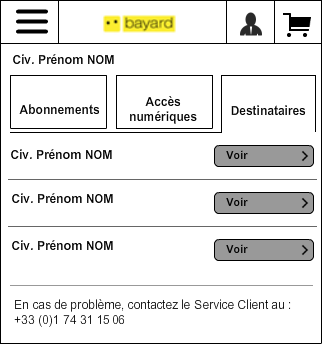 bayard
Civ. Prénom NOM
Abonnements
Accès
numériques
Destinataires
Civ. Prénom NOM
Voir
Civ. Prénom NOM
Voir
Civ. Prénom NOM
Voir
En cas de problème, contactez le Service Client au :
+33 (0)1 74 31 15 06